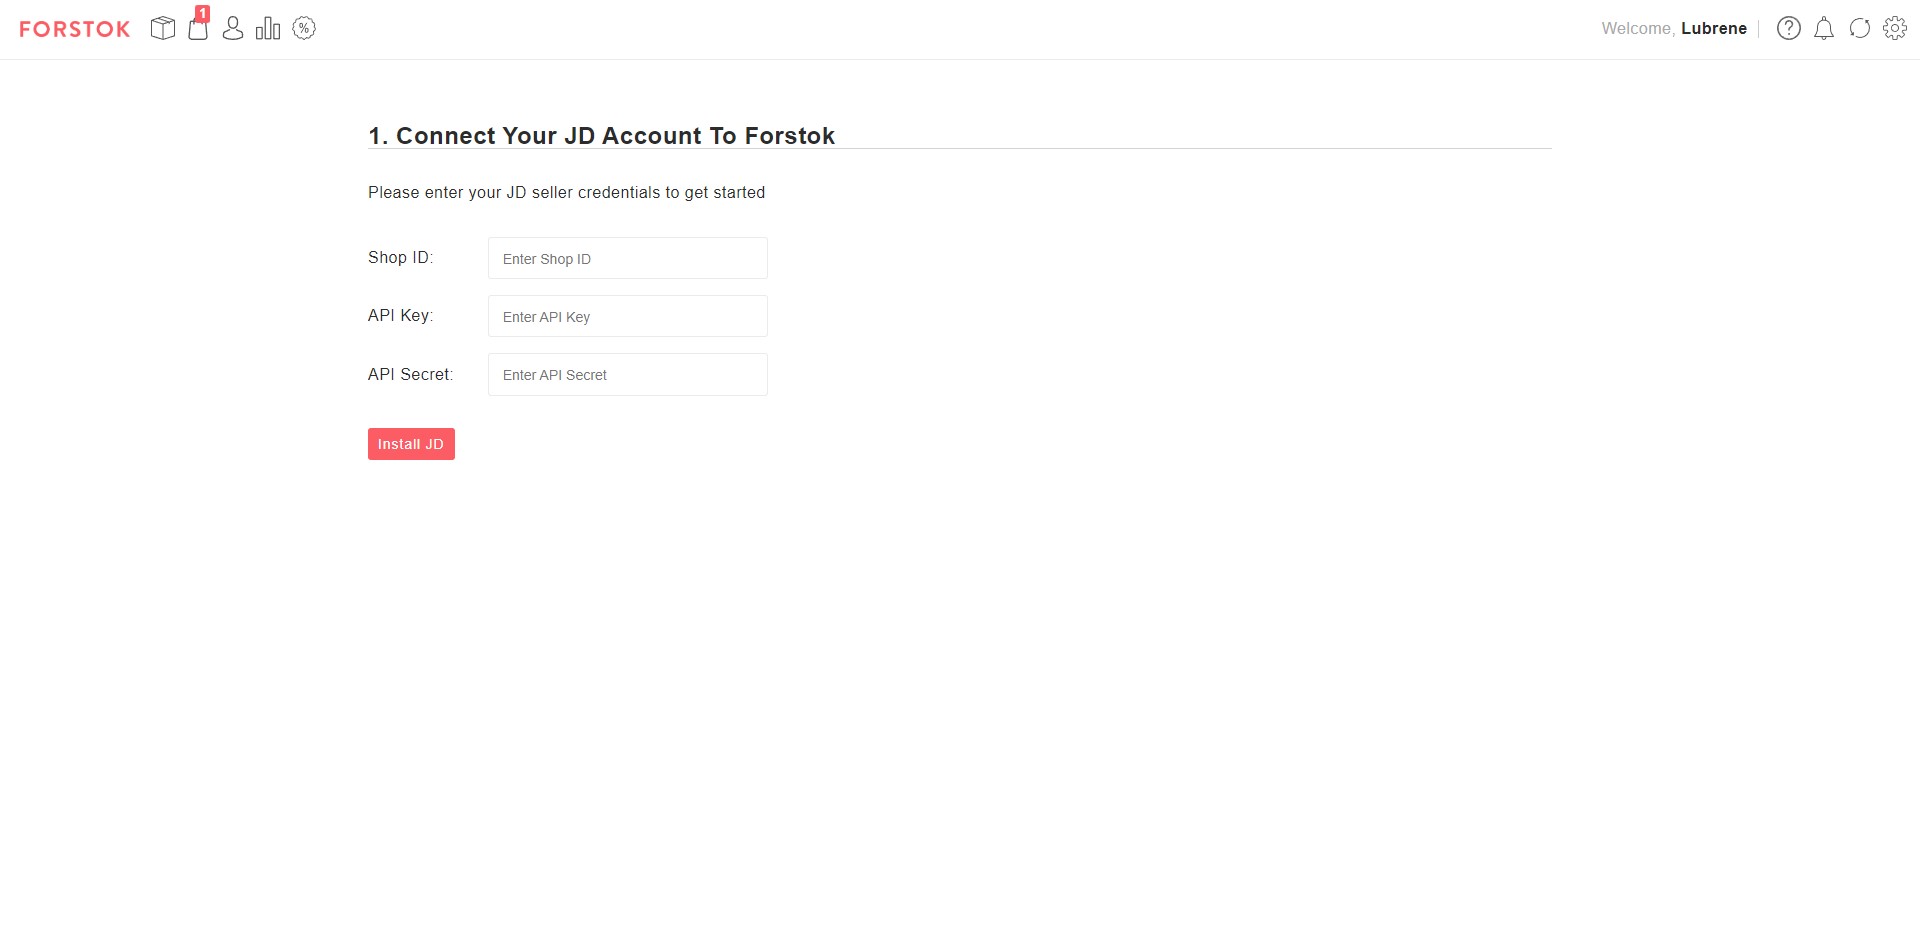 FORSTOK
1
%
Welcome, Lubrene
?
1. Connect Your JD Account To Forstok
Please enter your JD seller credentials to get started
Shop ID:
Enter Shop ID
API Key:
Enter API Key
API Secret:
Enter API Secret
Install JD